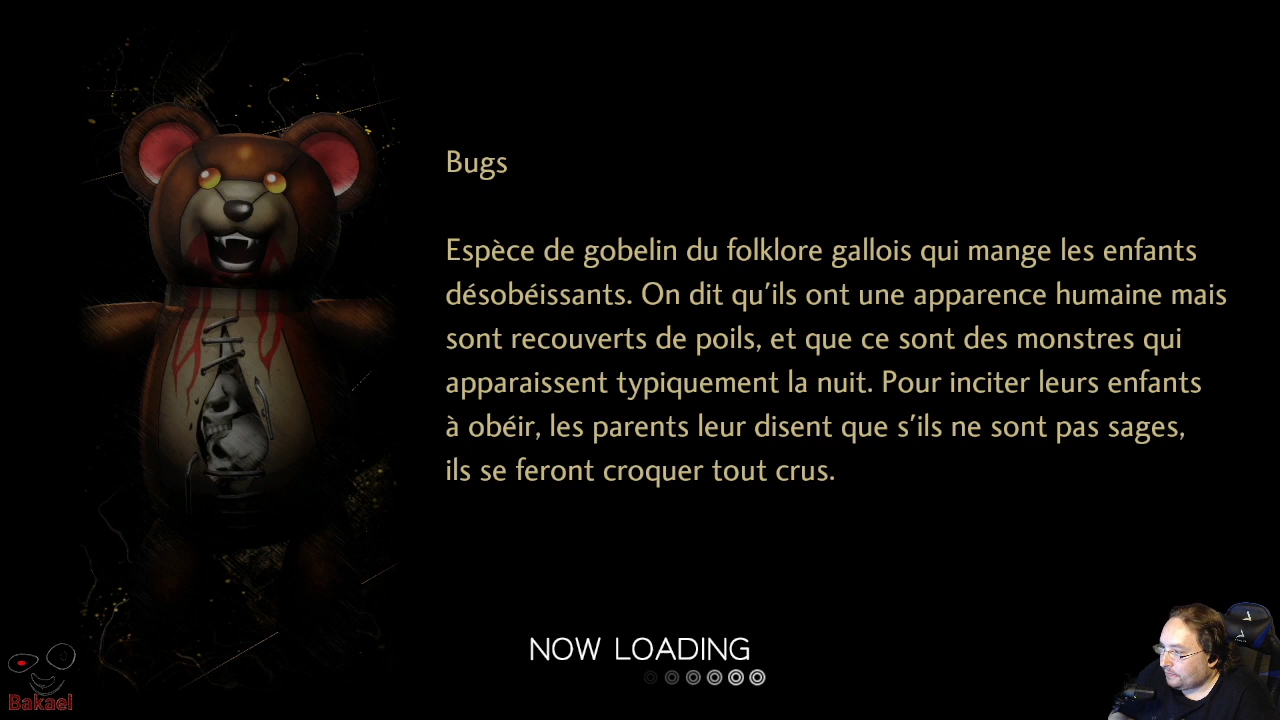 Bugs
Espèce de gobelin du folklore gallois qui mange les enfants
désobéissants. On dit qu'ils ont une apparence humaine mais
sont recouverts de poils, et que ce sont des monstres qui
apparaissent typiquement la nuit. Pour inciter leurs enfants
à obéir, les parents leur disent que s'ils ne sont pas sages,
ils se feront croquer tout crus.
NOW LOADING
Bakael